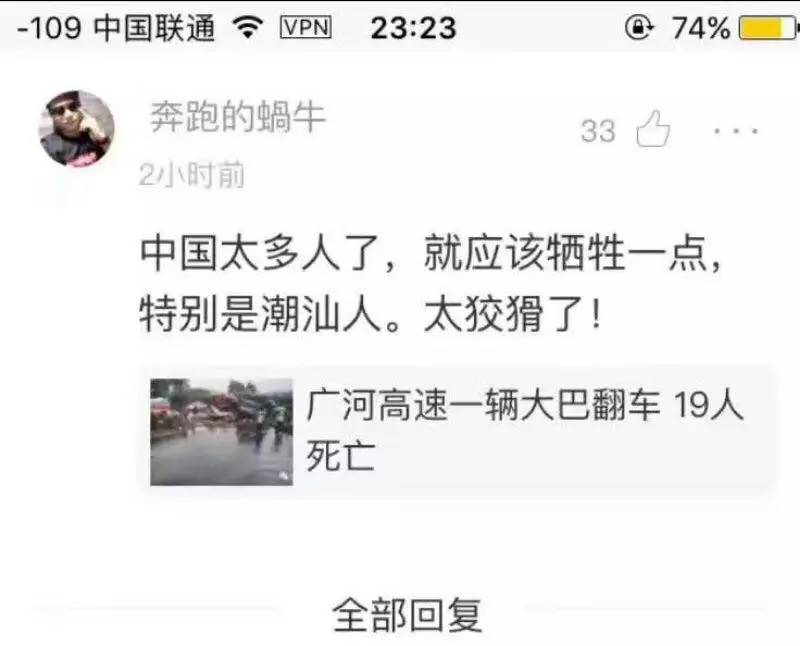 -109 中国联通 VPN 23:23 74%
奔跑的蝸牛
33
2小时前
中国太多人了，就应该牺牲一点，
特别是潮汕人。太狡猾了！
广河高速一辆大巴翻车 19人
死亡
全部回复